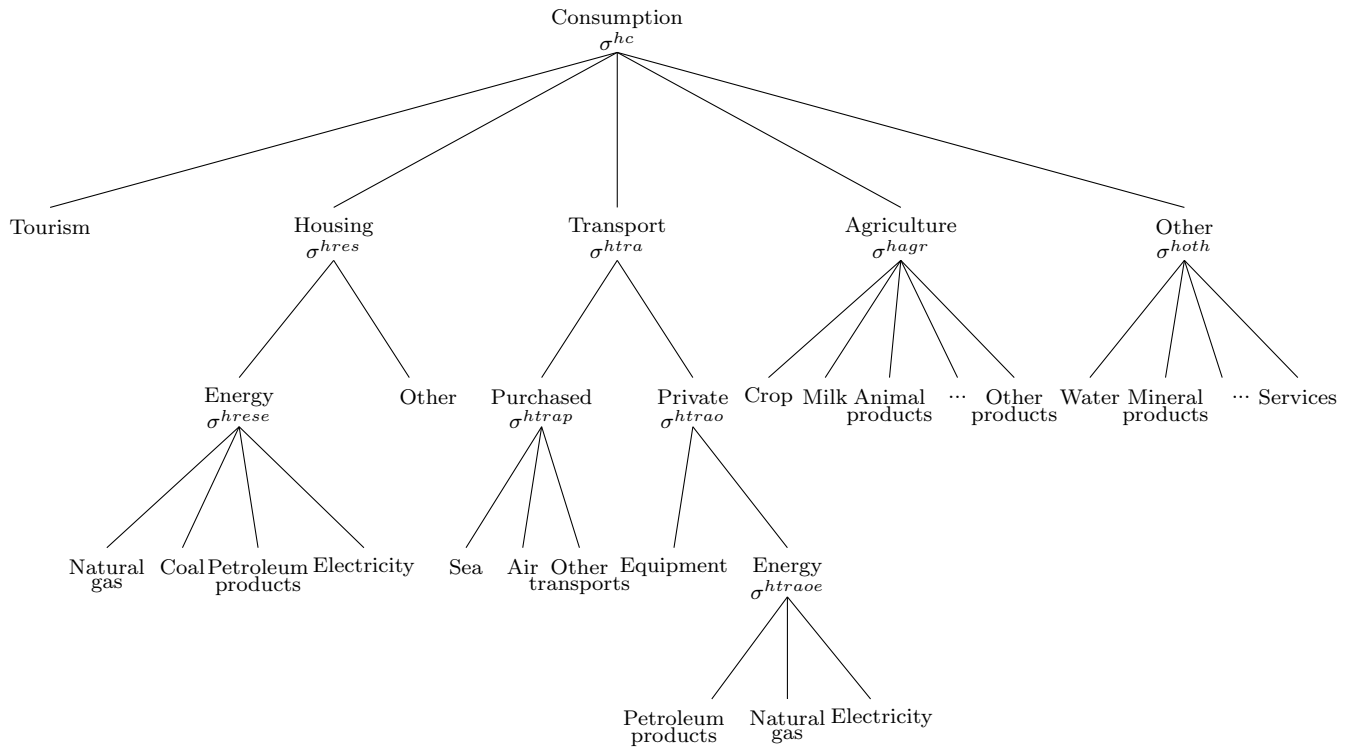 Consumption
σ^{hc}
Tourism
Housing
σ^{hres}
Transport
σ^{htra}
Agriculture
σ^{hagr}
Other
σ^{hoth}
Energy
σ^{hrese}
Other
Purchased
σ^{htrap}
Private
σ^{htrao}
Crop
Milk
Animal
products
...
Other
products
Water
Mineral
products
...
Services
Natural
gas
Coal
Petroleum
products
Electricity
Sea
Air
Other
transports
Equipment
Energy
σ^{htraoe}
Petroleum
products
Natural
gas
Electricity